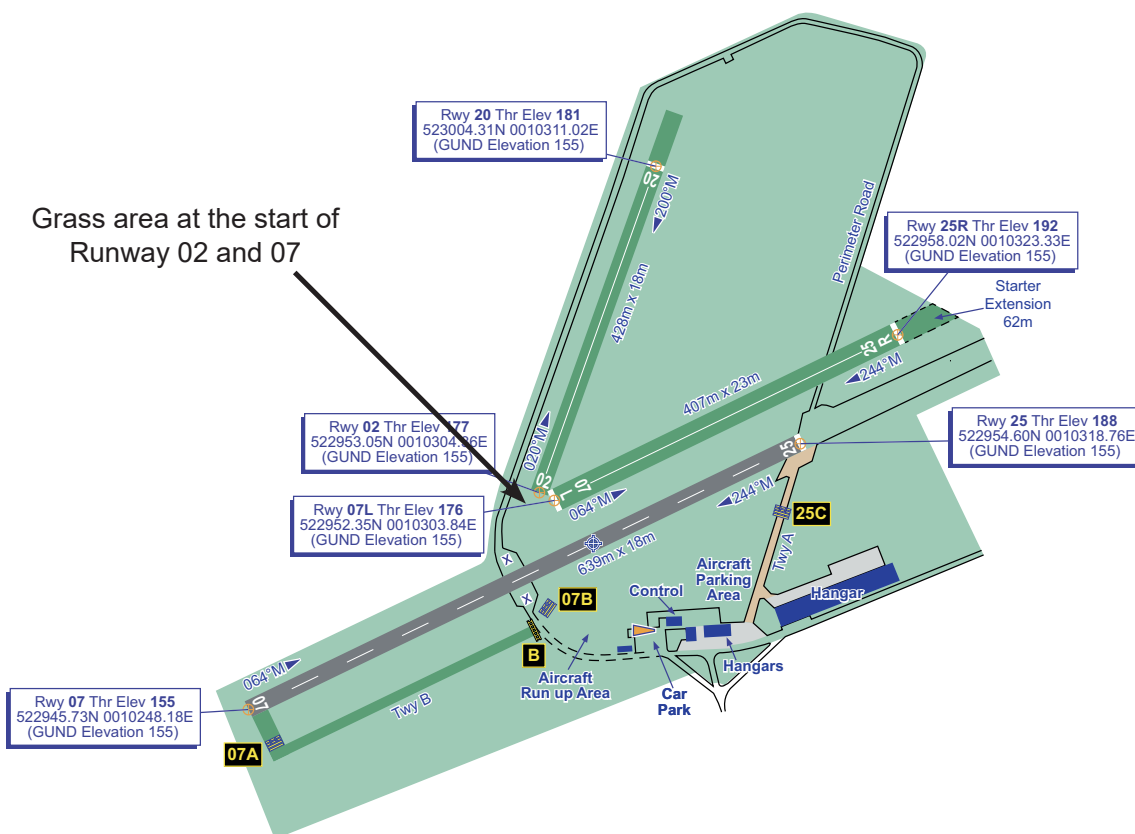 Rwy 20 Thr Elev 181
523004.31N 0010311.02E
(GUND Elevation 155)
20
200°M
Grass area at the start of
Runway 02 and 07
Perimeter Road
Rwy 25R Thr Elev 192
522958.02N 0010323.33E
(GUND Elevation 155)
Starter
Extension
62m
428m x 18m
25
R
244°M
407m x 23m
Rwy 02 Thr Elev 177
522953.05N 0010304.86E
(GUND Elevation 155)
020°M
02
07
L
064°M
Rwy 25 Thr Elev 188
522954.60N 0010318.76E
(GUND Elevation 155)
25
244°M
Rwy 07L Thr Elev 176
522952.35N 0010303.84E
(GUND Elevation 155)
25C
639m x 18m
Twy A
X
X
07B
Control
Aircraft
Parking
Area
Hangar
B
Aircraft
Run up Area
Hangars
Car
Park
064°M
07
Twy B
Rwy 07 Thr Elev 155
522945.73N 0010248.18E
(GUND Elevation 155)
07A